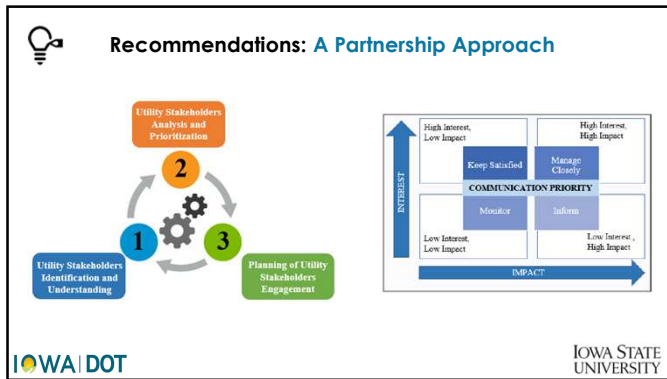 Recommendations: A Partnership Approach
Utility Stakeholders
Analysis and
Prioritization
2
1
3
Utility Stakeholders
Identification and
Understanding
Planning of Utility
Stakeholders
Engagement
High Interest,
Low Impact
High Interest,
High Impact
Keep Satisfied
Manage
Closely
COMMUNICATION PRIORITY
Monitor
Inform
Low Interest,
Low Impact
Low Interest,
High Impact
INTEREST
IMPACT
IOWA DOT
IOWA STATE
UNIVERSITY